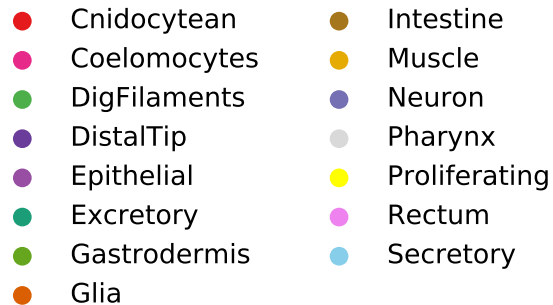 Cnidocytean
Coelomocytes
DigFilaments
DistalTip
Epithelial
Excretory
Gastrodermis
Glia
Intestine
Muscle
Neuron
Pharynx
Proliferating
Rectum
Secretory